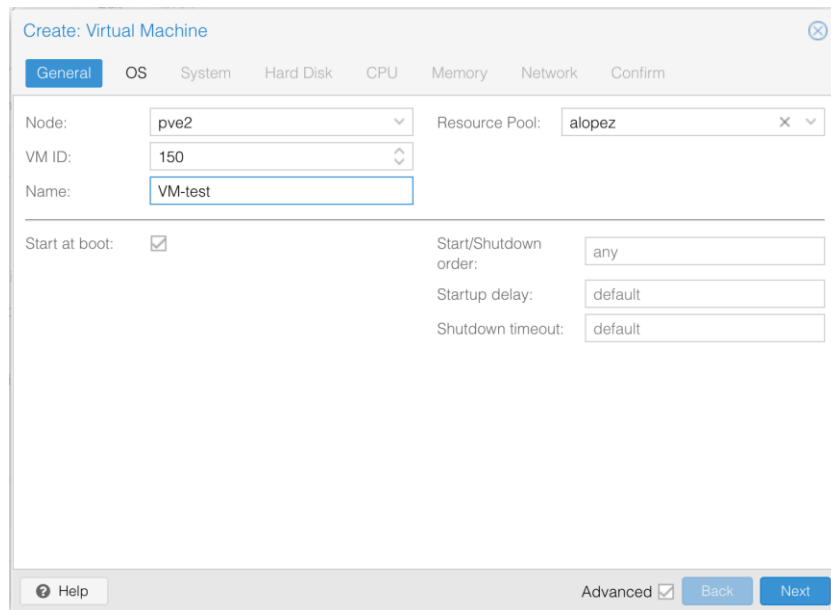 Create: Virtual Machine
General OS System Hard Disk CPU Memory Network Confirm
Node: pve2 Resource Pool: alopez
VM ID: 150
Name: VM-test
Start at boot: Start/Shutdown order: any
Startup delay: default
Shutdown timeout: default
Help Advanced Back Next